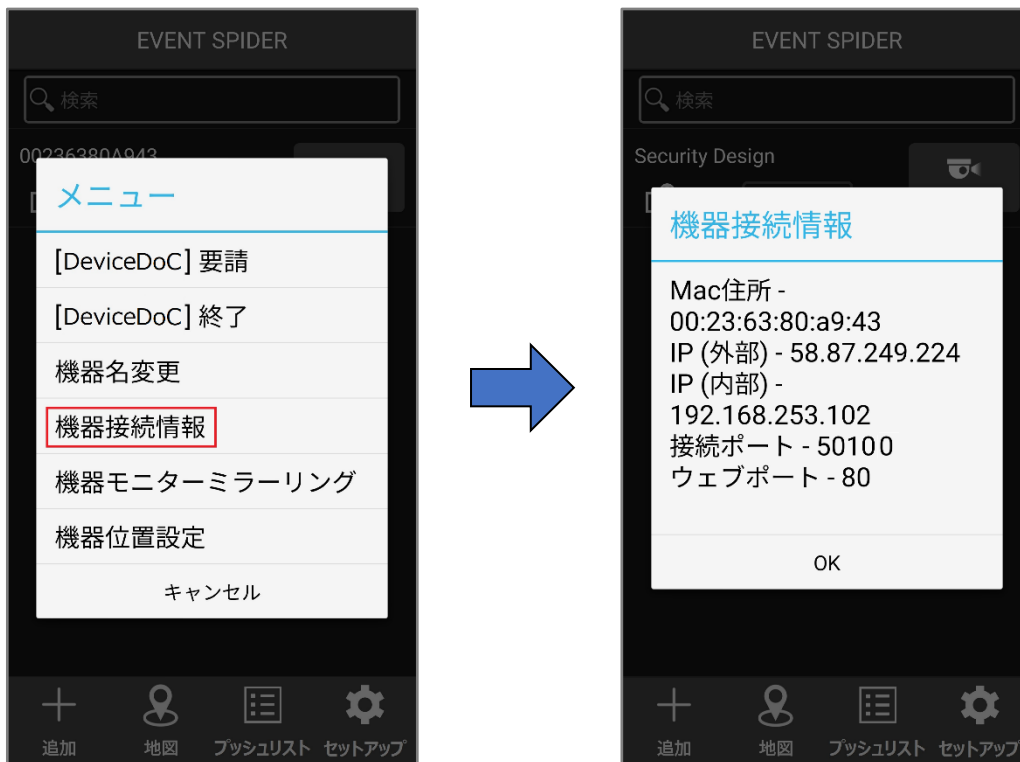 EVENT SPIDER
検索
00236380A943
メニュー
[DeviceDoC] 要請
[DeviceDoC] 終了
機器名変更
機器接続情報
機器モニターミラーリング
機器位置設定
キャンセル
追加 地図 プッシュリスト セットアップ
EVENT SPIDER
検索
Security Design
機器接続情報
Mac住所 -
00:23:63:80:a9:43
IP (外部) - 58.87.249.224
IP (内部) -
192.168.253.102
接続ポート - 50100
ウェブポート - 80
OK
追加 地図 プッシュリスト セットアップ